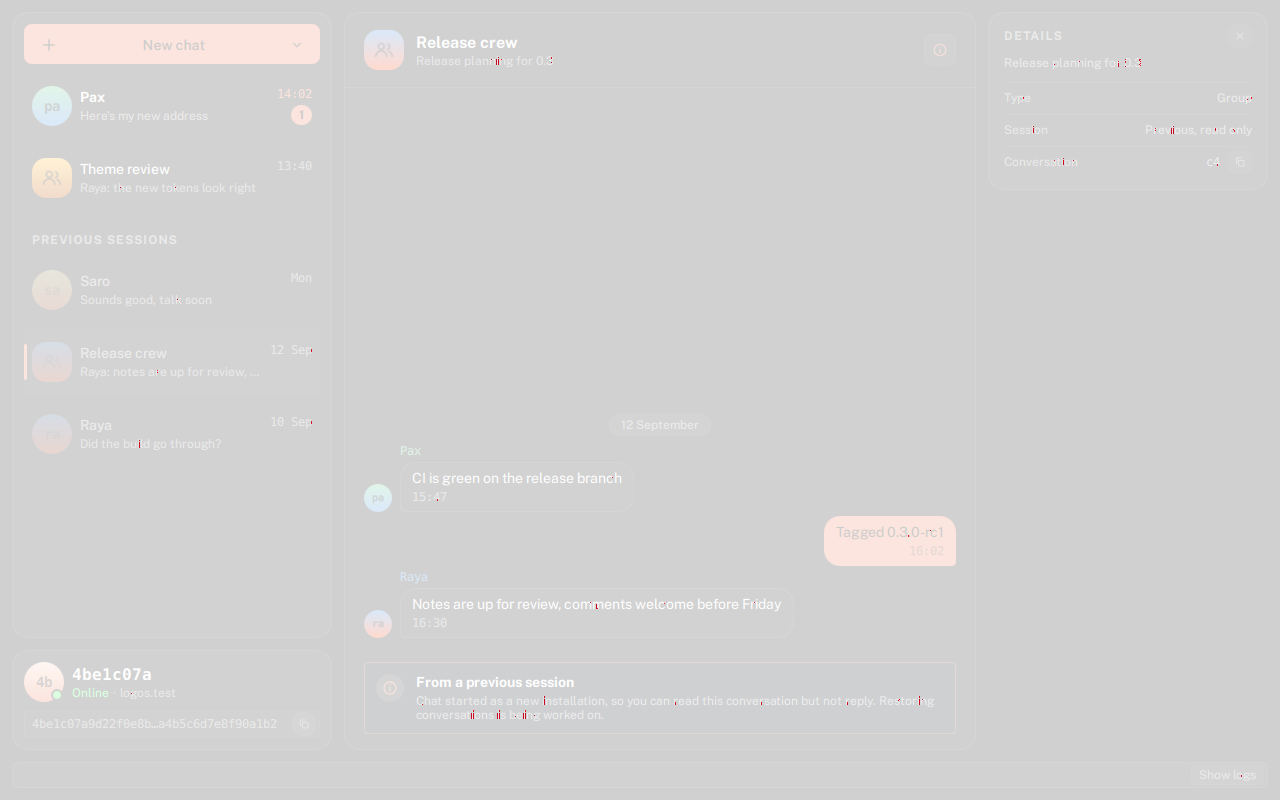 New chat
pa
Pax
14:02
Here's my new address
1
Theme review
13:40
Raya: the new tokens look right
PREVIOUS SESSIONS
sa
Saro
Mon
Sounds good, talk soon
Release crew
12 Sep
Raya: notes are up for review, ...
ra
Raya
10 Sep
Did the build go through?
4b
4be1c07a
Online · logos.test
4be1c07a9d22f0e8b…a4b5c6d7e8f90a1b2
Release crew
Release planning for 0.3
12 September
Pax
pa
CI is green on the release branch
15:47
Tagged 0.3.0-rc1
16:02
Raya
ra
Notes are up for review, comments welcome before Friday
16:30
From a previous session
Chat started as a new installation, so you can read this conversation but not reply. Restoring
conversations is being worked on.
DETAILS
Release planning for 0.3
Type
Group
Session
Previous, read only
Conversation
c4
Show logs